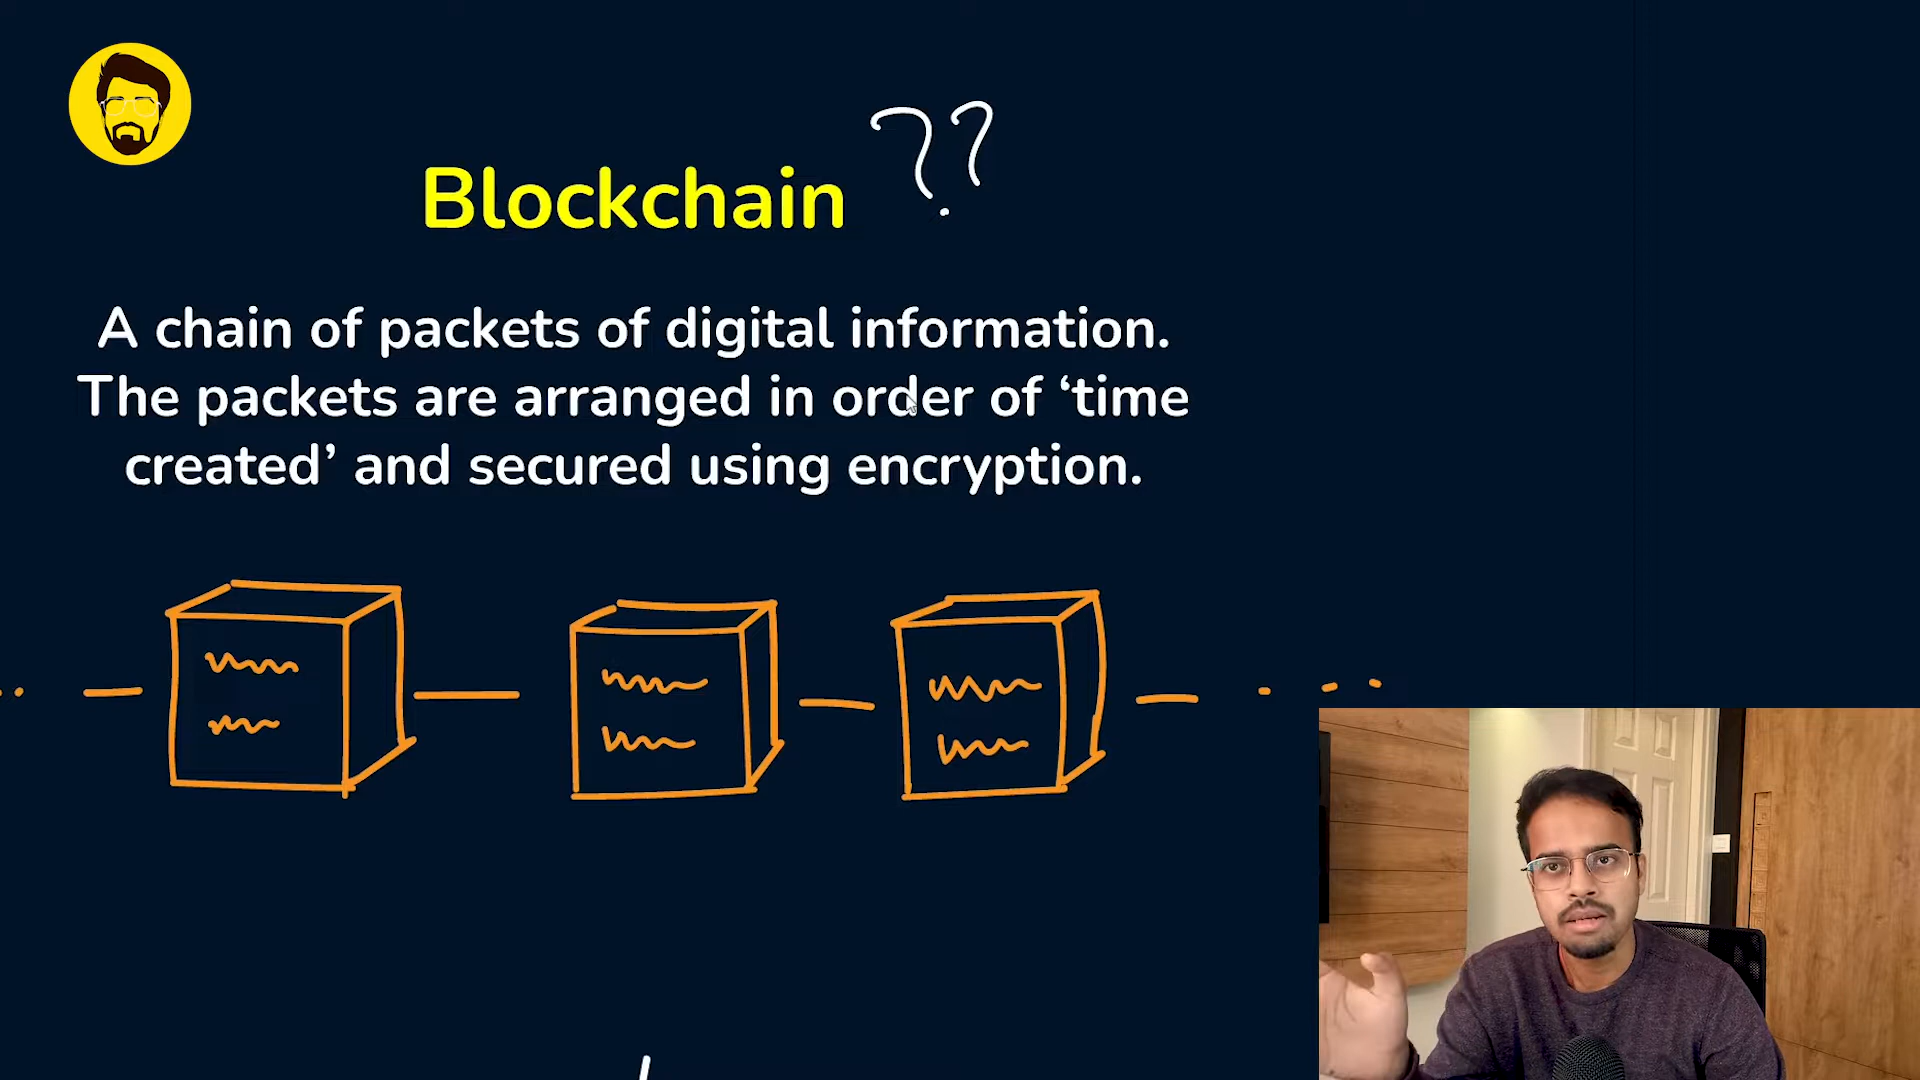 Blockchain ??
A chain of packets of digital information.
The packets are arranged in order of ‘time
created’ and secured using encryption.